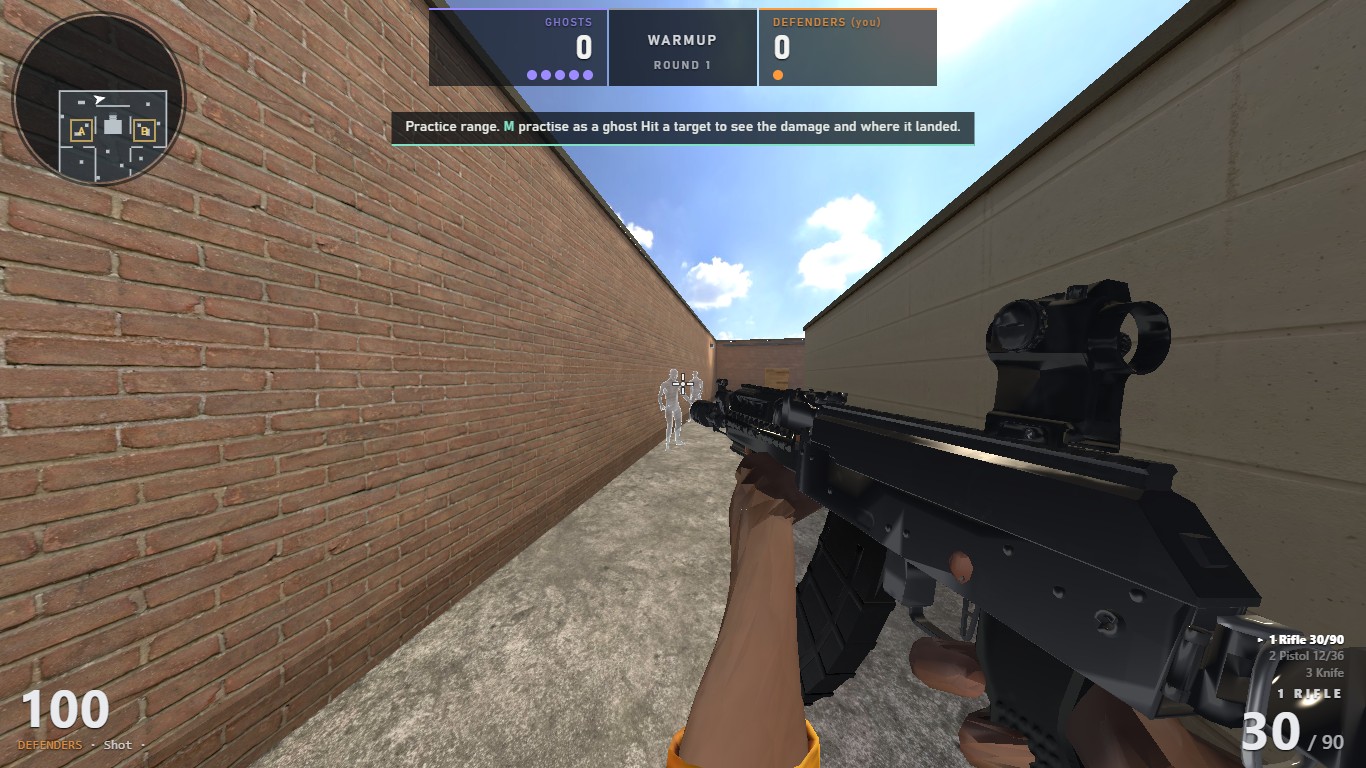 GHOSTS
0
WARMUP
ROUND 1
DEFENDERS (you)
0
Practice range. M practise as a ghost Hit a target to see the damage and where it landed.
A
B
1 Rifle 30/90
2 Pistol 12/36
3 Knife
1 RIFLE
30 / 90
100
DEFENDERS · Shot ·